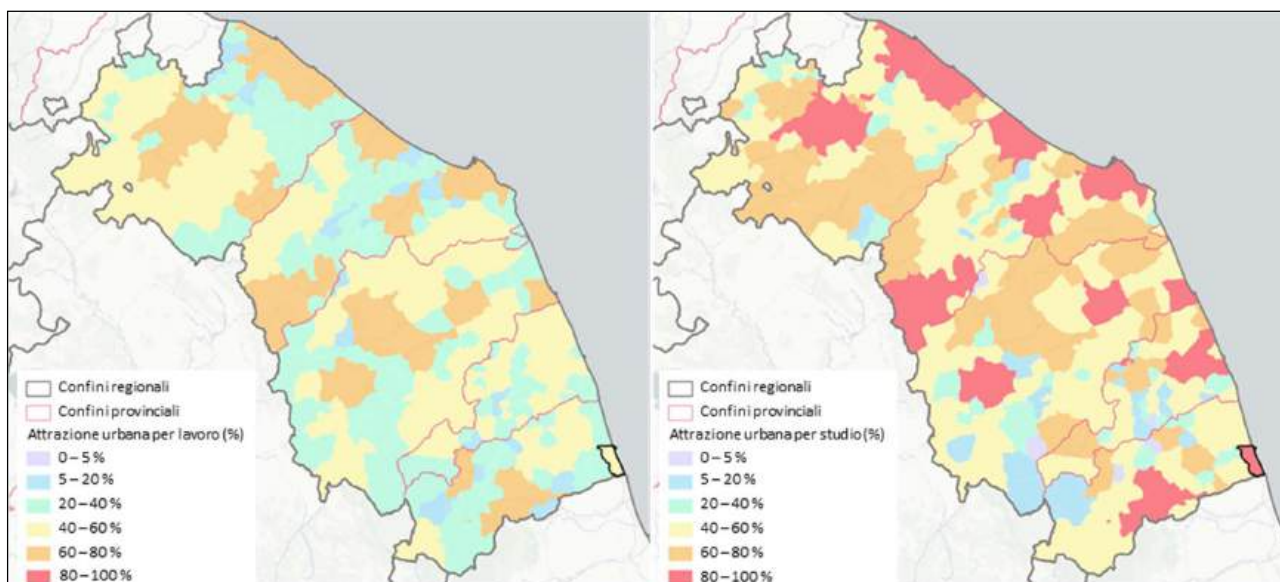 Confini regionali
Confini provinciali
Attrazione urbana per lavoro (%)
0 – 5 %
5 – 20 %
20 – 40 %
40 – 60 %
60 – 80 %
80 – 100 %
Confini regionali
Confini provinciali
Attrazione urbana per studio (%)
0 – 5 %
5 – 20 %
20 – 40 %
40 – 60 %
60 – 80 %
80 – 100 %